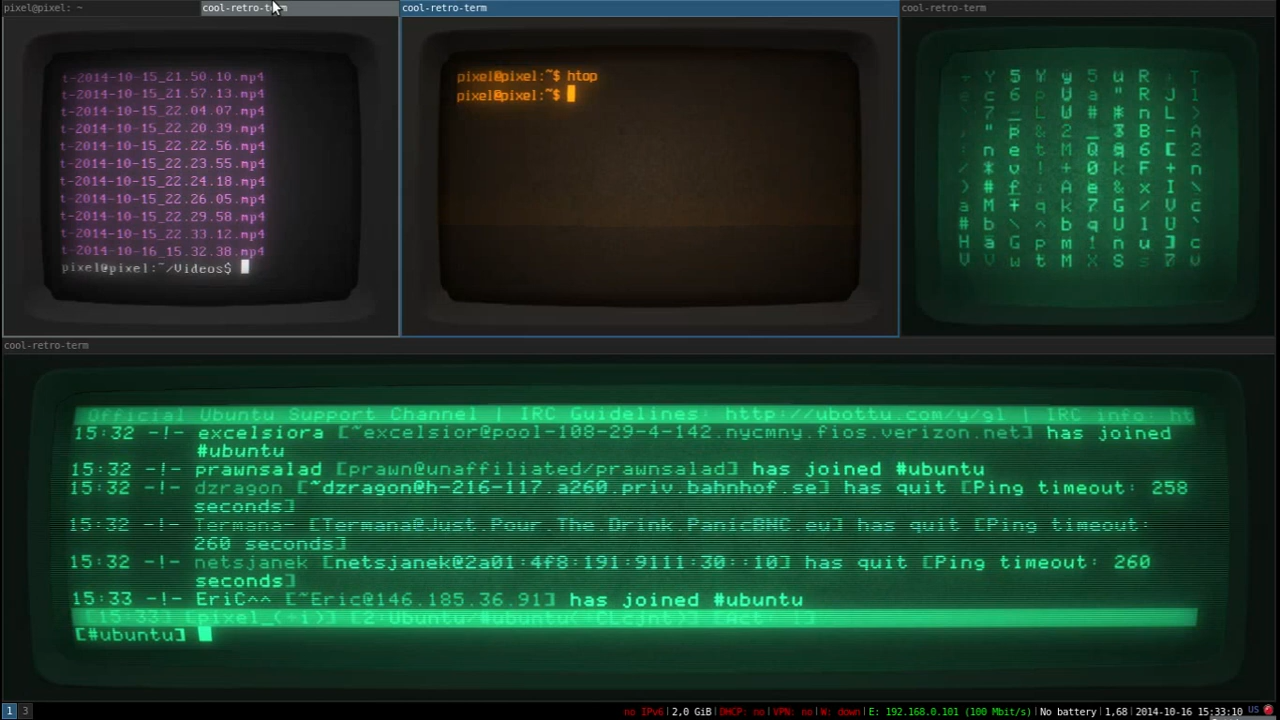 pixel@pixel: ~
cool-retro-term
cool-retro-term
cool-retro-term
t-2014-10-15_21.50.10.mp4
t-2014-10-15_21.57.13.mp4
t-2014-10-15_22.04.07.mp4
t-2014-10-15_22.20.39.mp4
t-2014-10-15_22.22.56.mp4
t-2014-10-15_22.23.55.mp4
t-2014-10-15_22.24.18.mp4
t-2014-10-15_22.26.05.mp4
t-2014-10-15_22.29.58.mp4
t-2014-10-15_22.33.12.mp4
t-2014-10-16_15.32.38.mp4
pixel@pixel:~/Videos$
pixel@pixel:~$ htop
pixel@pixel:~$
cool-retro-term
Official Ubuntu Support Channel | IRC Guidelines: http://ubottu.com/y/gl | IRC info: ht
15:32 -!- excelsiora [~excelsior@pool-108-29-4-142.nycmny.fios.verizon.net] has joined
#ubuntu
15:32 -!- prawnsalad [prawn@unaffiliated/prawnsalad] has joined #ubuntu
15:32 -!- dzragon [~dzragon@h-216-117.a260.priv.bahnhof.se] has quit [Ping timeout: 258
seconds]
15:32 -!- Termana- [Termana@Just.Pour.The.Drink.PanicBNC.eu] has quit [Ping timeout:
260 seconds]
15:32 -!- netsjanek [netsjanek@2a01:4f8:191:9111:30::10] has quit [Ping timeout: 260
seconds]
15:33 -!- EriC^^ [~Eric@146.185.36.91] has joined #ubuntu
[15:33] [pixel_(+i)] [2:Ubuntu/#ubuntu(
[#ubuntu]
1 3
no IPv6|2,0 GiB|DHCP: no|VPN: no|W: down|E: 192.168.0.101 (100 Mbit/s)|No battery|1,68|2014-10-16 15:33:10 US